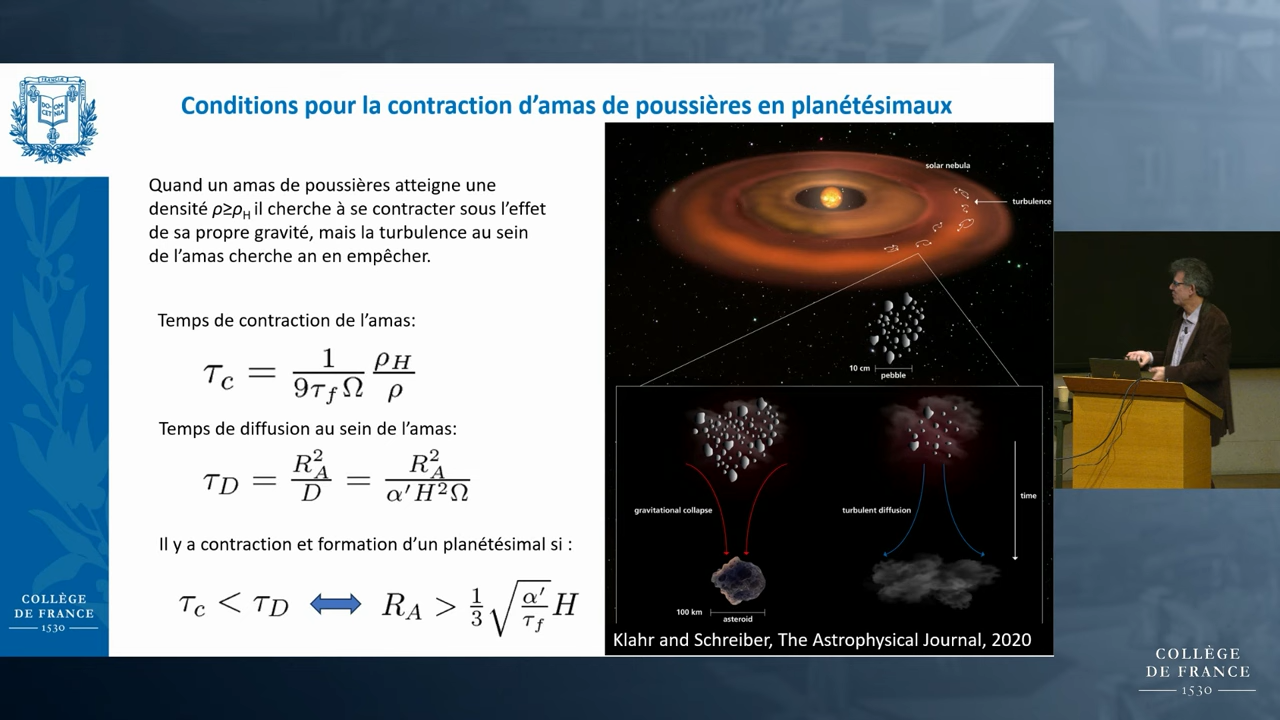 Conditions pour la contraction d'amas de poussières en planétésimaux
Quand un amas de poussières atteigne une
densité ρ≥ρH il cherche à se contracter sous l'effet
de sa propre gravité, mais la turbulence au sein
de l'amas cherche an en empêcher.
Temps de contraction de l'amas:
τc = 1/(9τfΩ) ρH/ρ
Temps de diffusion au sein de l'amas:
τD = R²A/D = R²A/(α'H²Ω)
Il y a contraction et formation d'un planétésimal si :
τc < τD ⟺ RA > 1/3 √(α'/τf) H
solar nebula
turbulence
10 cm
pebble
gravitational collapse
turbulent diffusion
time
100 km
asteroid
Klahr and Schreiber, The Astrophysical Journal, 2020
COLLÈGE
DE FRANCE
1530
COLLÈGE
DE FRANCE
1530